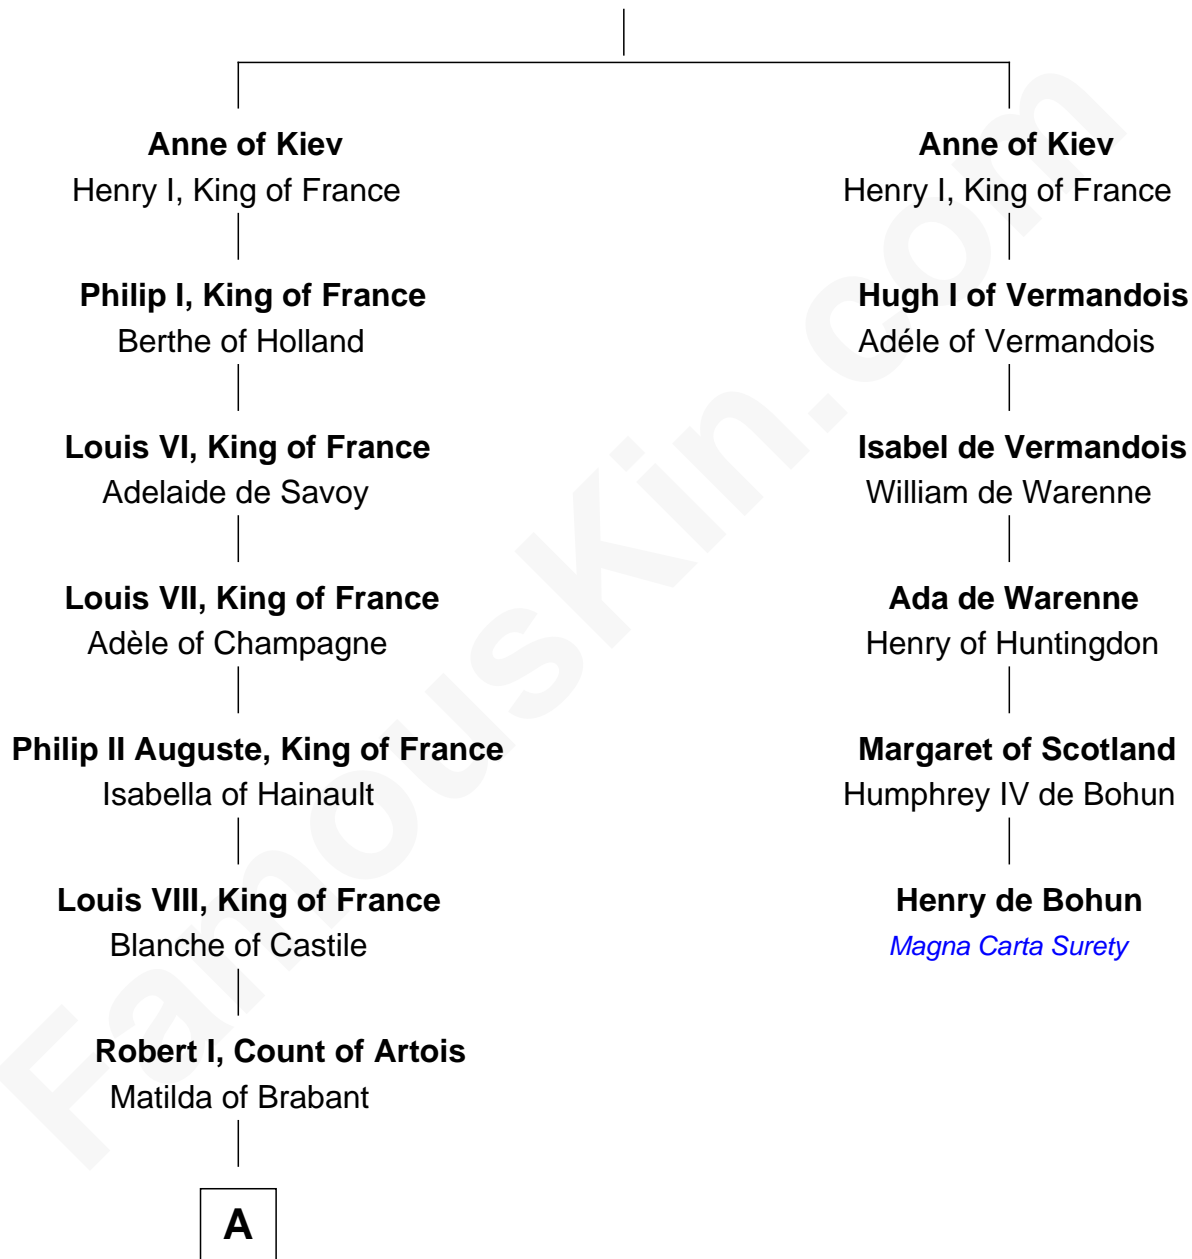 Anne of Kiev
Henry I, King of France
Philip I, King of France
Berthe of Holland
Louis VI, King of France
Adelaide de Savoy
Louis VII, King of France
Adèle of Champagne
Philip II Auguste, King of France
Isabella of Hainault
Louis VIII, King of France
Blanche of Castile
Robert I, Count of Artois
Matilda of Brabant
A
Anne of Kiev
Henry I, King of France
Hugh I of Vermandois
Adéle of Vermandois
Isabel de Vermandois
William de Warenne
Ada de Warenne
Henry of Huntingdon
Margaret of Scotland
Humphrey IV de Bohun
Henry de Bohun
Magna Carta Surety
FamousKin.com